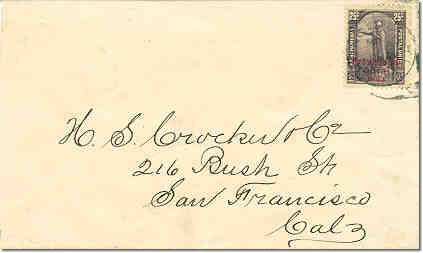 H. S. Crocker & Co
216 Bush St
San Francisco
Cal